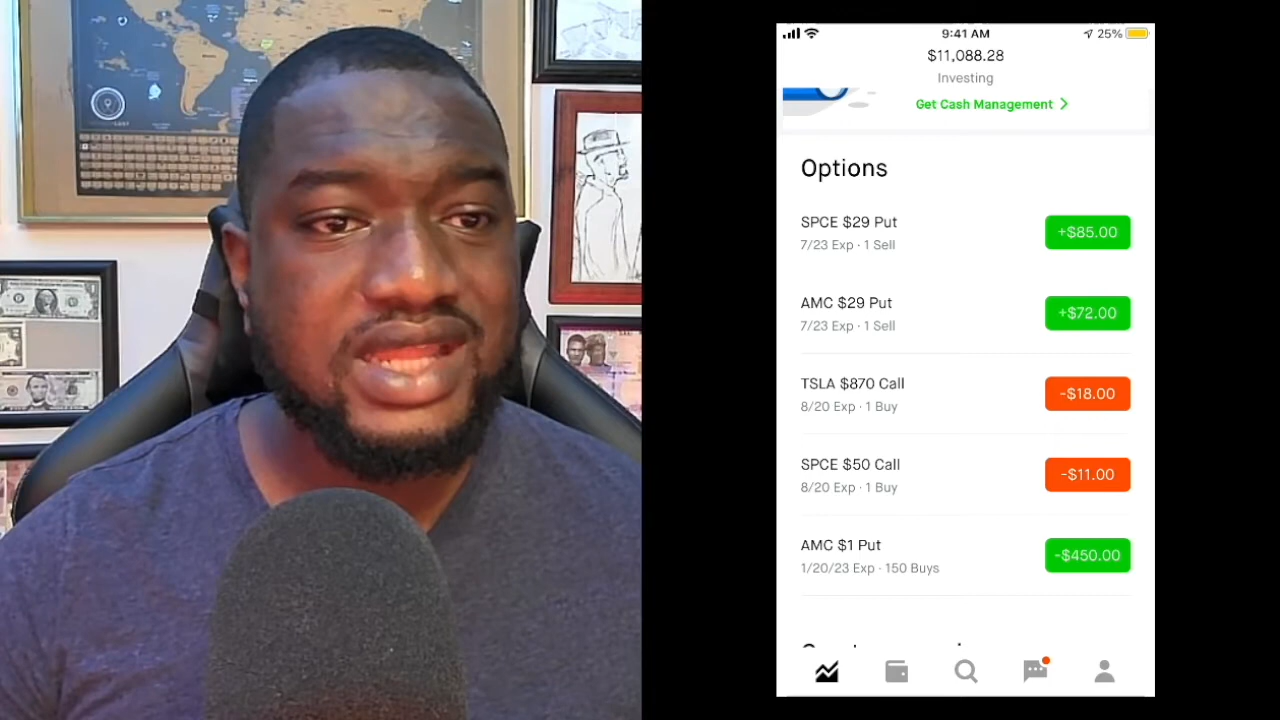 9:41 AM
25%
$11,088.28
Investing
Get Cash Management
Options
SPCE $29 Put
+$85.00
7/23 Exp · 1 Sell
AMC $29 Put
+$72.00
7/23 Exp · 1 Sell
TSLA $870 Call
-$18.00
8/20 Exp · 1 Buy
SPCE $50 Call
-$11.00
8/20 Exp · 1 Buy
AMC $1 Put
-$450.00
1/20/23 Exp · 150 Buys